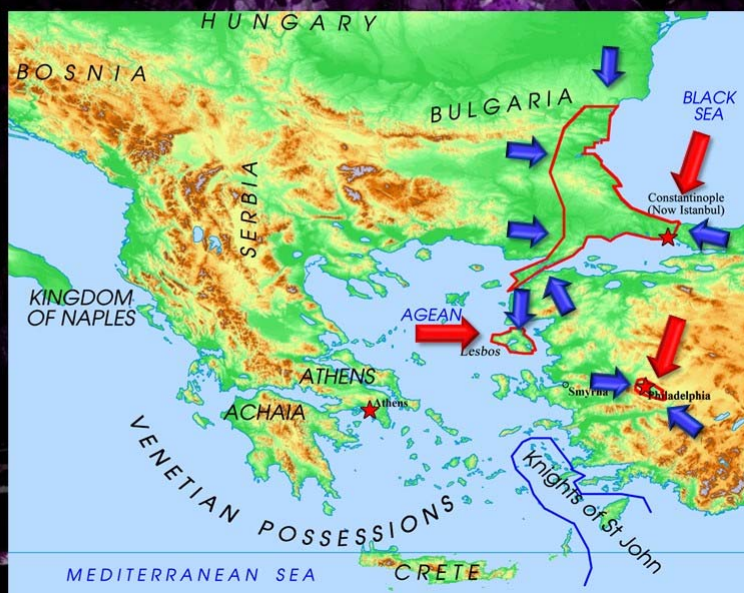 HUNGARY
BOSNIA
BULGARIA
BLACK
SEA
SERBIA
Constantinople
(Now Istanbul)
KINGDOM
OF NAPLES
AGEAN
Lesbos
ATHENS
Smyrna
Philadelphia
ACHAIA
Athens
VENETIAN POSSESSIONS
Knights of St John
MEDITERRANEAN SEA
CRETE